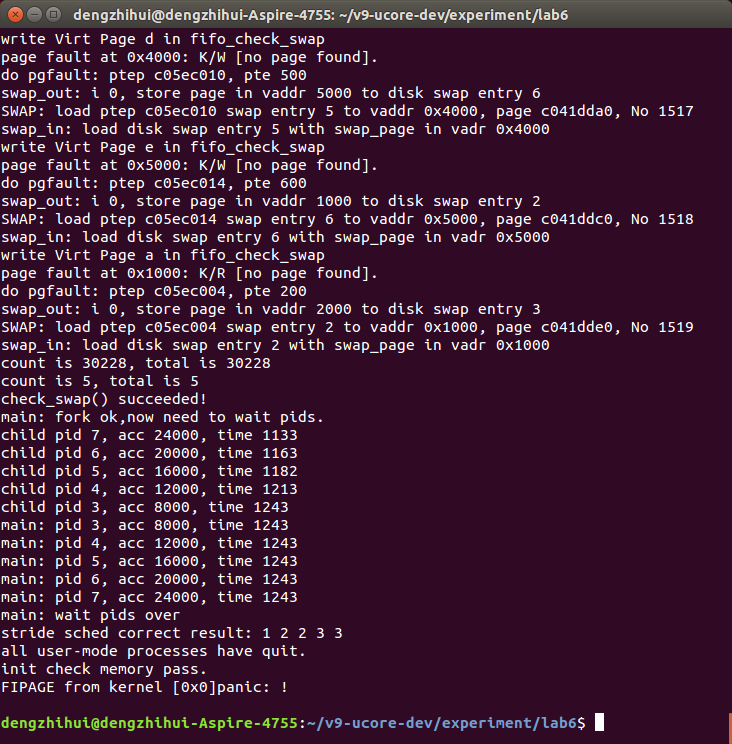 dengzhihui@dengzhihui-Aspire-4755: ~/v9-ucore-dev/experiment/lab6
write Virt Page d in fifo_check_swap
page fault at 0x4000: K/W [no page found].
do pgfault: ptep c05ec010, pte 500
swap_out: i 0, store page in vaddr 5000 to disk swap entry 6
SWAP: load ptep c05ec010 swap entry 5 to vaddr 0x4000, page c041dda0, No 1517
swap_in: load disk swap entry 5 with swap_page in vadr 0x4000
write Virt Page e in fifo_check_swap
page fault at 0x5000: K/W [no page found].
do pgfault: ptep c05ec014, pte 600
swap_out: i 0, store page in vaddr 1000 to disk swap entry 2
SWAP: load ptep c05ec014 swap entry 6 to vaddr 0x5000, page c041ddc0, No 1518
swap_in: load disk swap entry 6 with swap_page in vadr 0x5000
write Virt Page a in fifo_check_swap
page fault at 0x1000: K/R [no page found].
do pgfault: ptep c05ec004, pte 200
swap_out: i 0, store page in vaddr 2000 to disk swap entry 3
SWAP: load ptep c05ec004 swap entry 2 to vaddr 0x1000, page c041dde0, No 1519
swap_in: load disk swap entry 2 with swap_page in vadr 0x1000
count is 30228, total is 30228
count is 5, total is 5
check_swap() succeeded!
main: fork ok,now need to wait pids.
child pid 7, acc 24000, time 1133
child pid 6, acc 20000, time 1163
child pid 5, acc 16000, time 1182
child pid 4, acc 12000, time 1213
child pid 3, acc 8000, time 1243
main: pid 3, acc 8000, time 1243
main: pid 4, acc 12000, time 1243
main: pid 5, acc 16000, time 1243
main: pid 6, acc 20000, time 1243
main: pid 7, acc 24000, time 1243
main: wait pids over
stride sched correct result: 1 2 2 3 3
all user-mode processes have quit.
init check memory pass.
FIPAGE from kernel [0x0]panic: !
dengzhihui@dengzhihui-Aspire-4755:~/v9-ucore-dev/experiment/lab6$